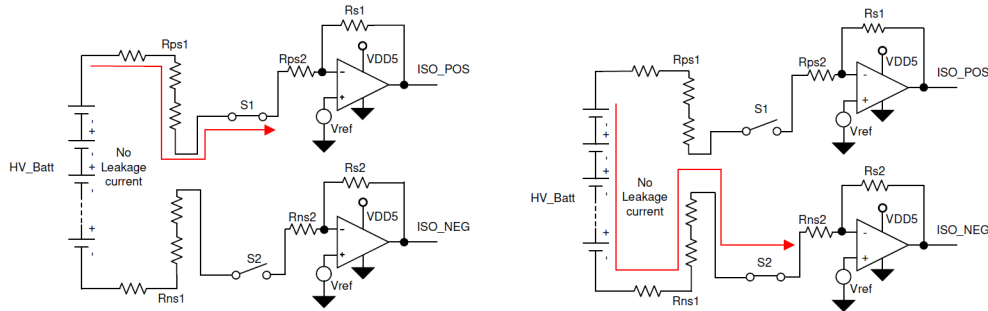 Rs1
Rps1
Rps2
VDD5
ISO_POS
-
+
S1
Vref
+
-
+
-
+
-
+
-
HV_Batt
No
Leakage
current
Rs2
Rns2
VDD5
ISO_NEG
-
+
S2
Vref
Rns1
Rs1
Rps1
Rps2
VDD5
ISO_POS
-
+
S1
Vref
+
-
+
-
+
-
+
-
HV_Batt
No
Leakage
current
Rs2
Rns2
VDD5
ISO_NEG
-
+
S2
Vref
Rns1